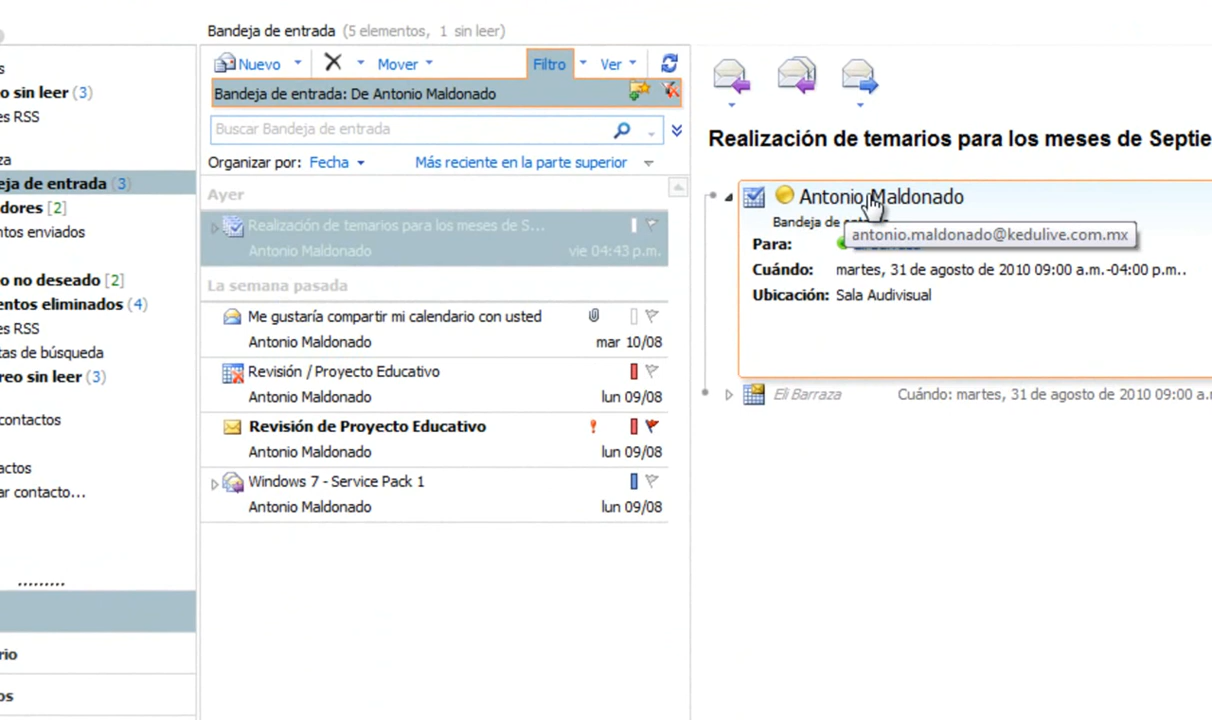 Bandeja de entrada (5 elementos, 1 sin leer)
s
o sin leer (3)
es RSS
za
eja de entrada (3)
dores [2]
ntos enviados
o no deseado [2]
entos eliminados (4)
es RSS
tas de búsqueda
reo sin leer (3)
contactos
actos
ar contacto...
rio
os
Nuevo Mover Filtro Ver
Bandeja de entrada: De Antonio Maldonado
Buscar Bandeja de entrada
Organizar por: Fecha Más reciente en la parte superior
Ayer
Realización de temarios para los meses de S...
Antonio Maldonado vie 04:43 p.m.
La semana pasada
Me gustaría compartir mi calendario con usted
Antonio Maldonado mar 10/08
Revisión / Proyecto Educativo
Antonio Maldonado lun 09/08
Revisión de Proyecto Educativo
Antonio Maldonado lun 09/08
Windows 7 - Service Pack 1
Antonio Maldonado lun 09/08
Realización de temarios para los meses de Septie
Antonio Maldonado
Bandeja de
antonio.maldonado@kedulive.com.mx
Para:
Cuándo: martes, 31 de agosto de 2010 09:00 a.m.-04:00 p.m..
Ubicación: Sala Audivisual
Eli Barraza Cuándo: martes, 31 de agosto de 2010 09:00 a.r